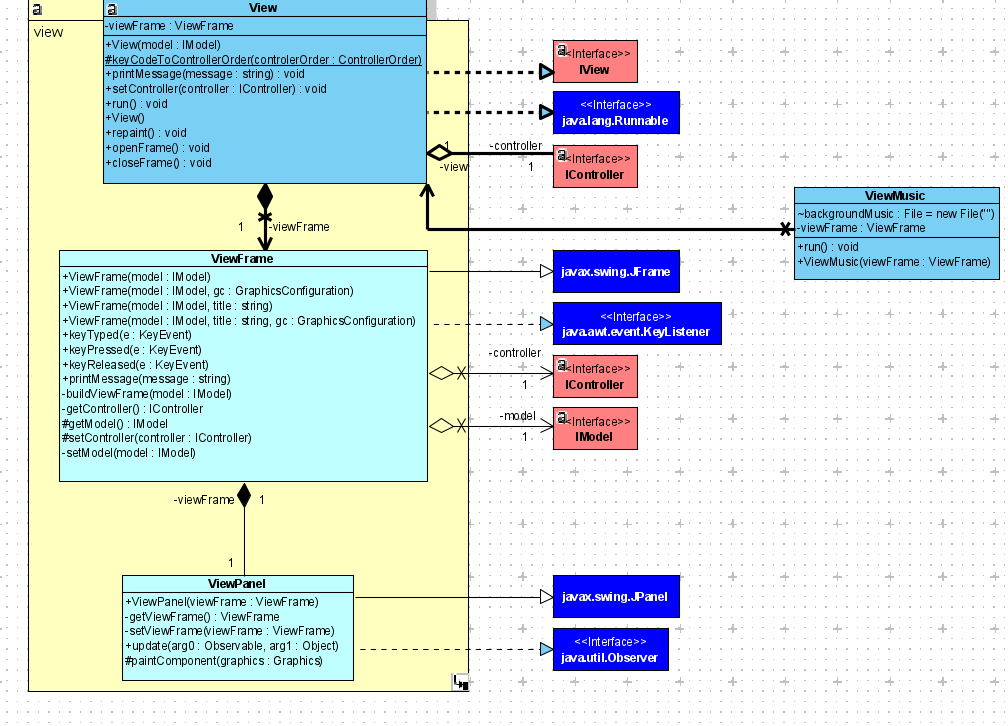 a
view
a
View
-viewFrame : ViewFrame
+View(model : IModel)
#keyCodeToControllerOrder(controlerOrder : ControllerOrder)
+printMessage(message : string) : void
+setController(controller : IController) : void
+run() : void
+View()
+repaint() : void
+openFrame() : void
+closeFrame() : void
a
<<Interface>>
IView
<<Interface>>
java.lang.Runnable
1
-view
-controller
1
a
<<Interface>>
IController
ViewMusic
~backgroundMusic : File = new File("")
-viewFrame : ViewFrame
+run() : void
+ViewMusic(viewFrame : ViewFrame)
1
-viewFrame
ViewFrame
+ViewFrame(model : IModel)
+ViewFrame(model : IModel, gc : GraphicsConfiguration)
+ViewFrame(model : IModel, title : string)
+ViewFrame(model : IModel, title : string, gc : GraphicsConfiguration)
+keyTyped(e : KeyEvent)
+keyPressed(e : KeyEvent)
+keyReleased(e : KeyEvent)
+printMessage(message : string)
-buildViewFrame(model : IModel)
-getController() : IController
#getModel() : IModel
#setController(controller : IController)
-setModel(model : IModel)
javax.swing.JFrame
<<Interface>>
java.awt.event.KeyListener
-controller
1
a
<<Interface>>
IController
-model
1
a
<<Interface>>
IModel
-viewFrame
1
1
ViewPanel
+ViewPanel(viewFrame : ViewFrame)
-getViewFrame() : ViewFrame
-setViewFrame(viewFrame : ViewFrame)
+update(arg0 : Observable, arg1 : Object)
#paintComponent(graphics : Graphics)
javax.swing.JPanel
<<Interface>>
java.util.Observer